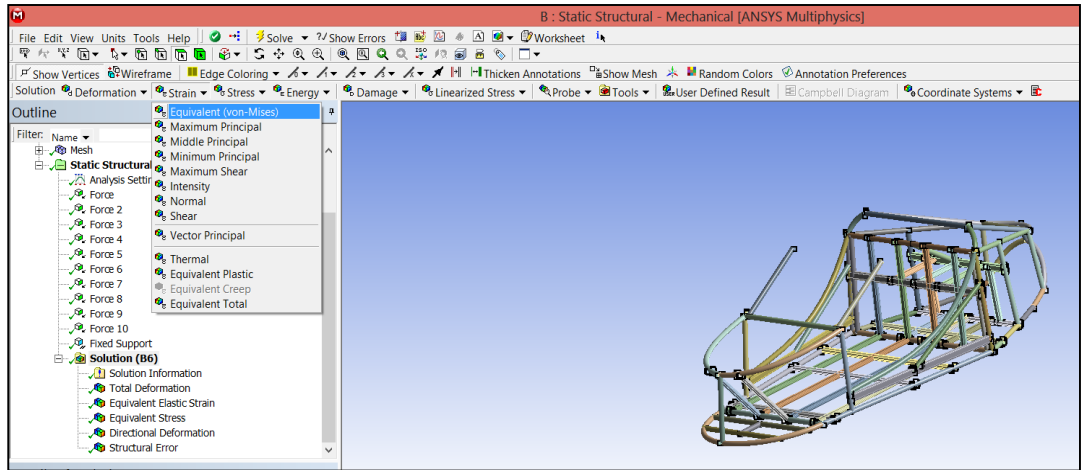 B : Static Structural - Mechanical [ANSYS Multiphysics]
File Edit View Units Tools Help Solve ?/ Show Errors Worksheet
Show Vertices Wireframe Edge Coloring Thicken Annotations Show Mesh Random Colors Annotation Preferences
Solution Deformation Strain Stress Energy Damage Linearized Stress Probe Tools User Defined Result Campbell Diagram Coordinate Systems
Outline
Filter: Name
Mesh
Static Structural
Analysis Settin
Force
Force 2
Force 3
Force 4
Force 5
Force 6
Force 7
Force 8
Force 9
Force 10
Fixed Support
Solution (B6)
Solution Information
Total Deformation
Equivalent Elastic Strain
Equivalent Stress
Directional Deformation
Structural Error
Equivalent (von-Mises)
Maximum Principal
Middle Principal
Minimum Principal
Maximum Shear
Intensity
Normal
Shear
Vector Principal
Thermal
Equivalent Plastic
Equivalent Creep
Equivalent Total